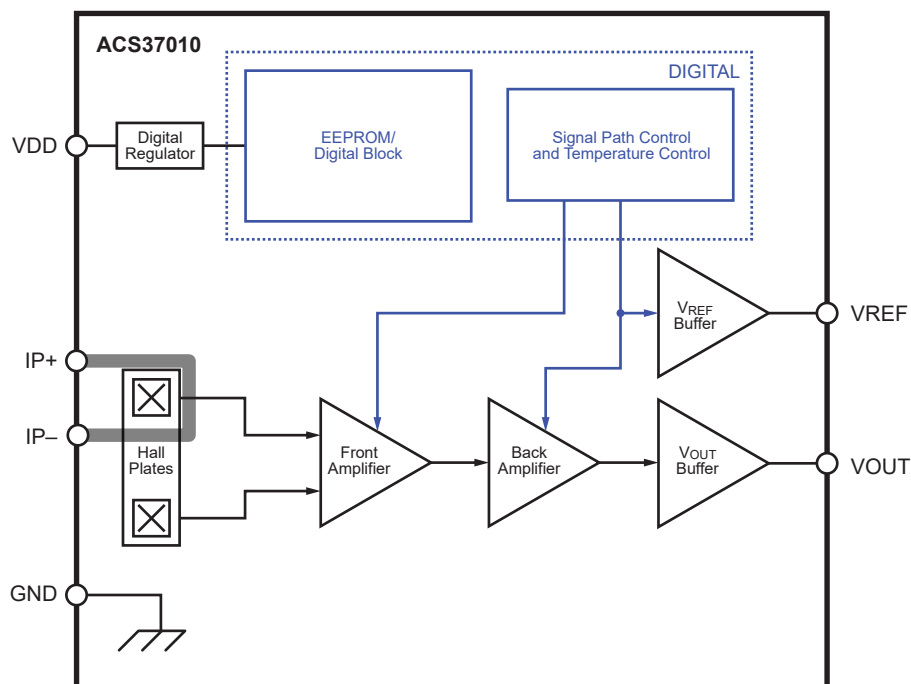 ACS37010
DIGITAL
VDD
Digital
Regulator
EEPROM/
Digital Block
Signal Path Control
and Temperature Control
VREF
Buffer
VREF
IP+
IP–
Hall
Plates
Front
Amplifier
Back
Amplifier
VOUT
Buffer
VOUT
GND